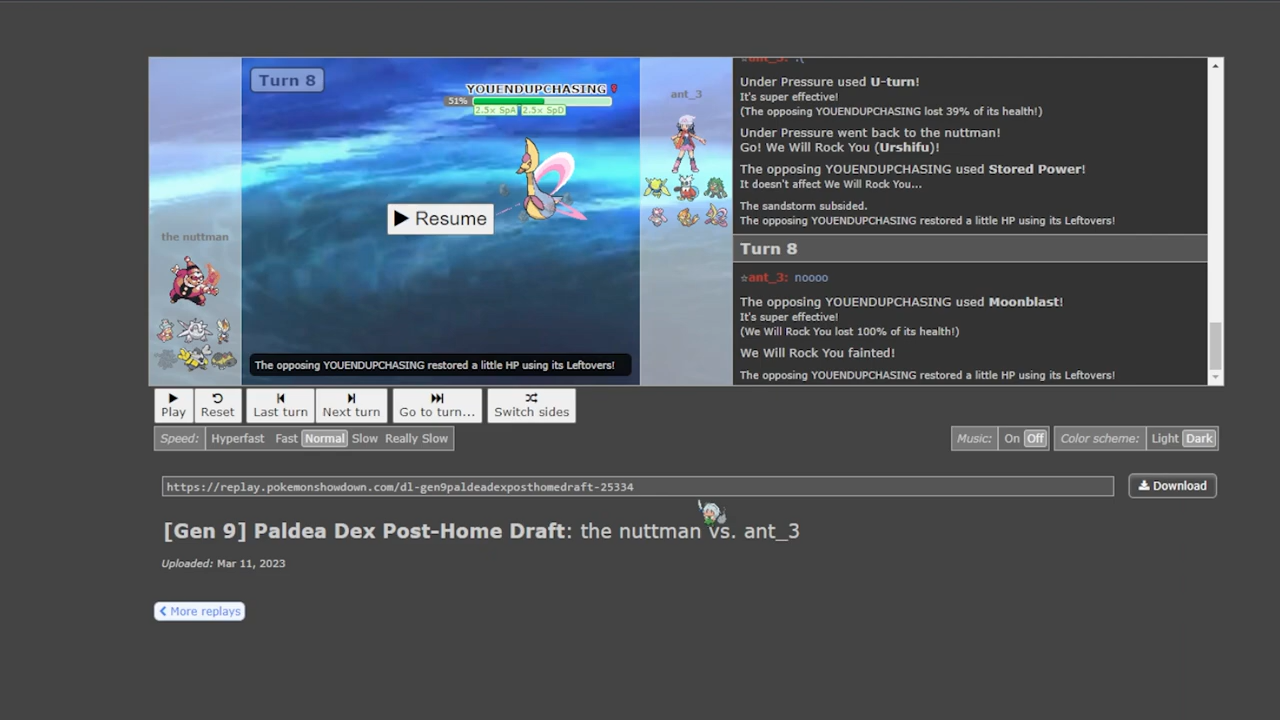 Turn 8
YOUENDUPCHASING
51%
2.5× SpA 2.5× SpD
the nuttman
ant_3
Resume
The opposing YOUENDUPCHASING restored a little HP using its Leftovers!
☆ant_3: :(
Under Pressure used U-turn!
It's super effective!
(The opposing YOUENDUPCHASING lost 39% of its health!)
Under Pressure went back to the nuttman!
Go! We Will Rock You (Urshifu)!
The opposing YOUENDUPCHASING used Stored Power!
It doesn't affect We Will Rock You...
The sandstorm subsided.
The opposing YOUENDUPCHASING restored a little HP using its Leftovers!
Turn 8
☆ant_3: noooo
The opposing YOUENDUPCHASING used Moonblast!
It's super effective!
(We Will Rock You lost 100% of its health!)
We Will Rock You fainted!
The opposing YOUENDUPCHASING restored a little HP using its Leftovers!
Play Reset Last turn Next turn Go to turn... Switch sides
Speed: Hyperfast Fast Normal Slow Really Slow
Music: On Off Color scheme: Light Dark
https://replay.pokemonshowdown.com/dl-gen9paldeadexposthomedraft-25334
Download
[Gen 9] Paldea Dex Post-Home Draft: the nuttman vs. ant_3
Uploaded: Mar 11, 2023
More replays